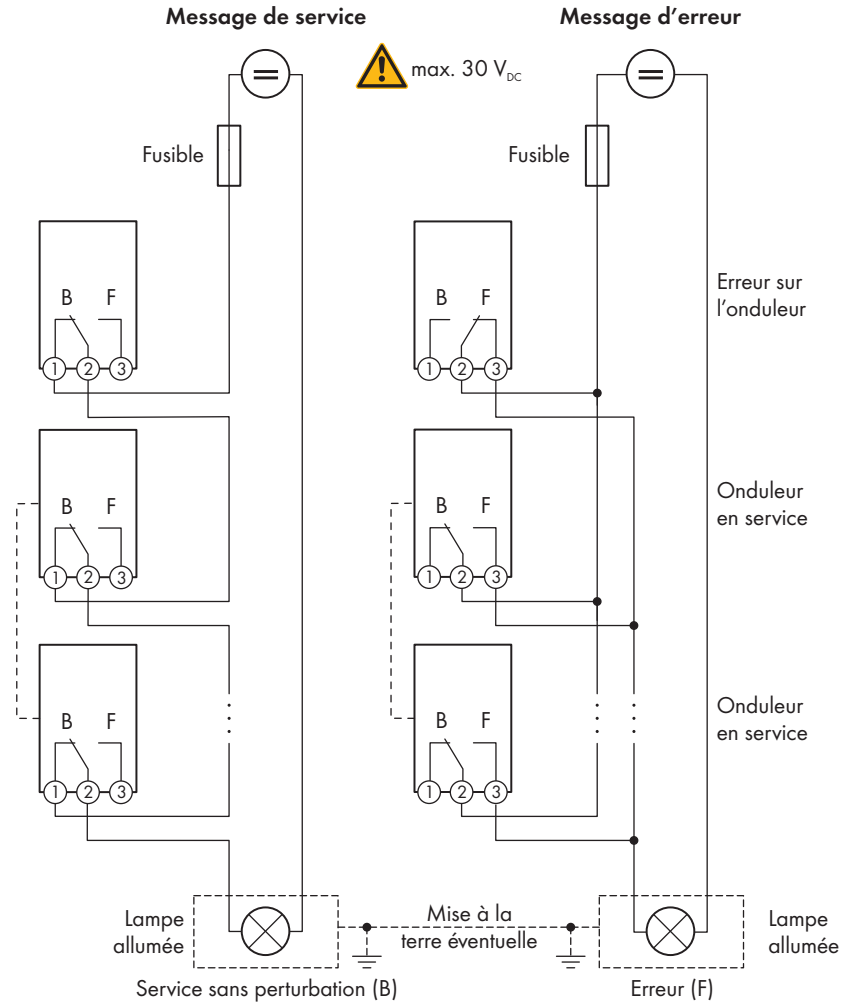 Message de service
Message d'erreur
max. 30 V_DC
Fusible
Fusible
B F
1 2 3
B F
1 2 3
Erreur sur
l'onduleur
B F
1 2 3
B F
1 2 3
Onduleur
en service
B F
1 2 3
B F
1 2 3
Onduleur
en service
Lampe
allumée
Mise à la
terre éventuelle
Lampe
allumée
Service sans perturbation (B)
Erreur (F)